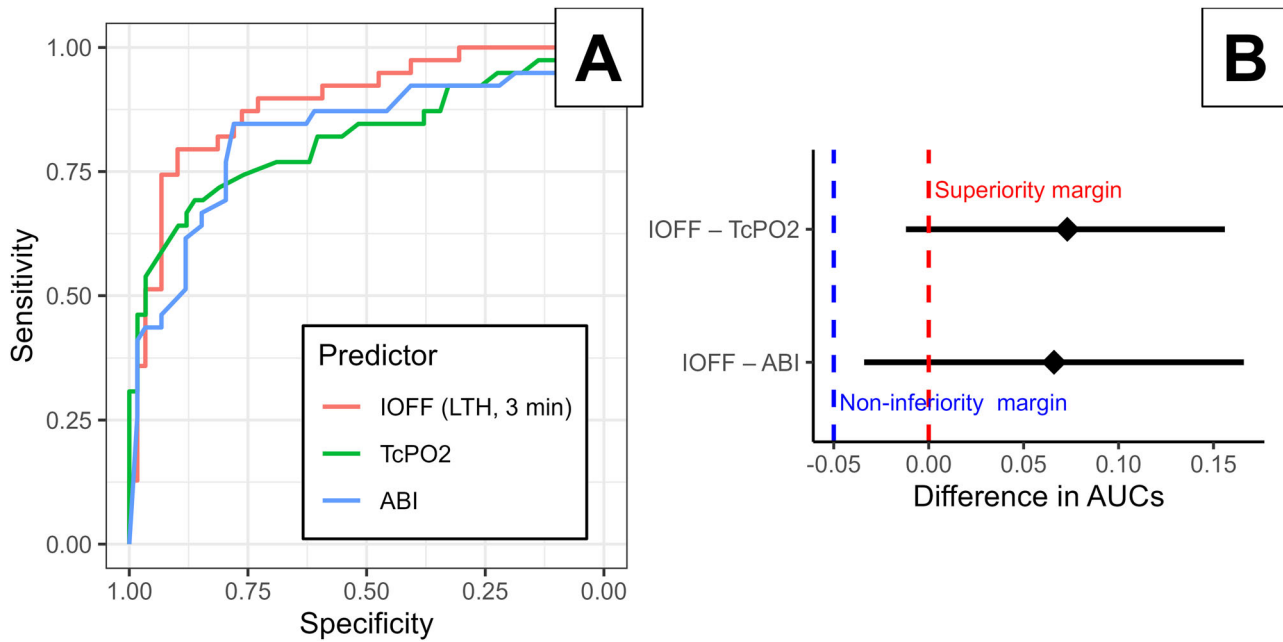 A
1.00
0.75
0.50
0.25
0.00
Sensitivity
Predictor
IOFF (LTH, 3 min)
TcPO2
ABI
1.00
0.75
0.50
0.25
0.00
Specificity
B
Superiority margin
IOFF – TcPO2
IOFF – ABI
Non-inferiority margin
-0.05
0.00
0.05
0.10
0.15
Difference in AUCs